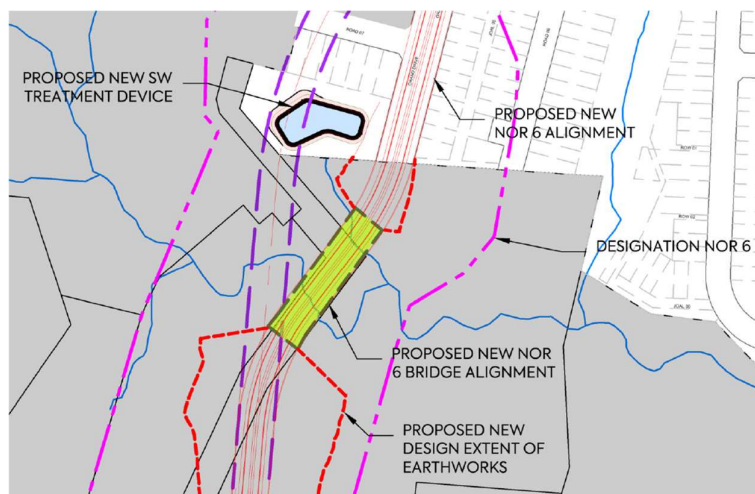 PROPOSED NEW SW
TREATMENT DEVICE
PROPOSED NEW
NOR 6 ALIGNMENT
DESIGNATION NOR 6
PROPOSED NEW NOR
6 BRIDGE ALIGNMENT
PROPOSED NEW
DESIGN EXTENT OF
EARTHWORKS